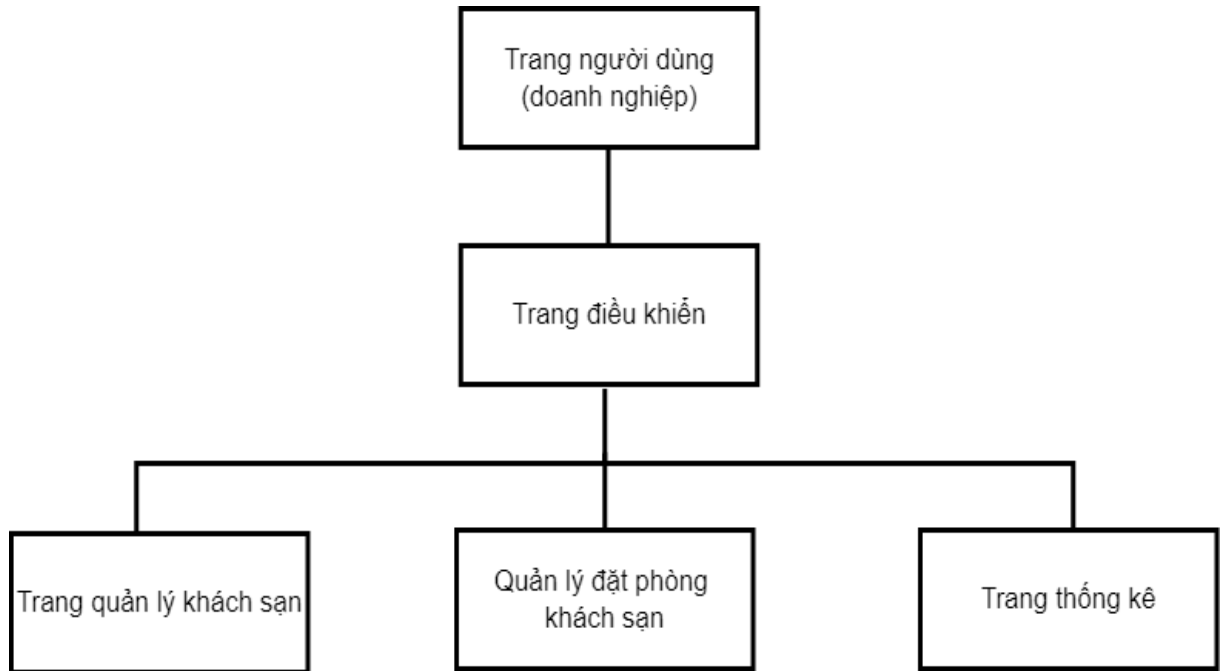 Trang người dùng
(doanh nghiệp)
Trang điều khiển
Trang quản lý khách sạn
Quản lý đặt phòng
khách sạn
Trang thống kê